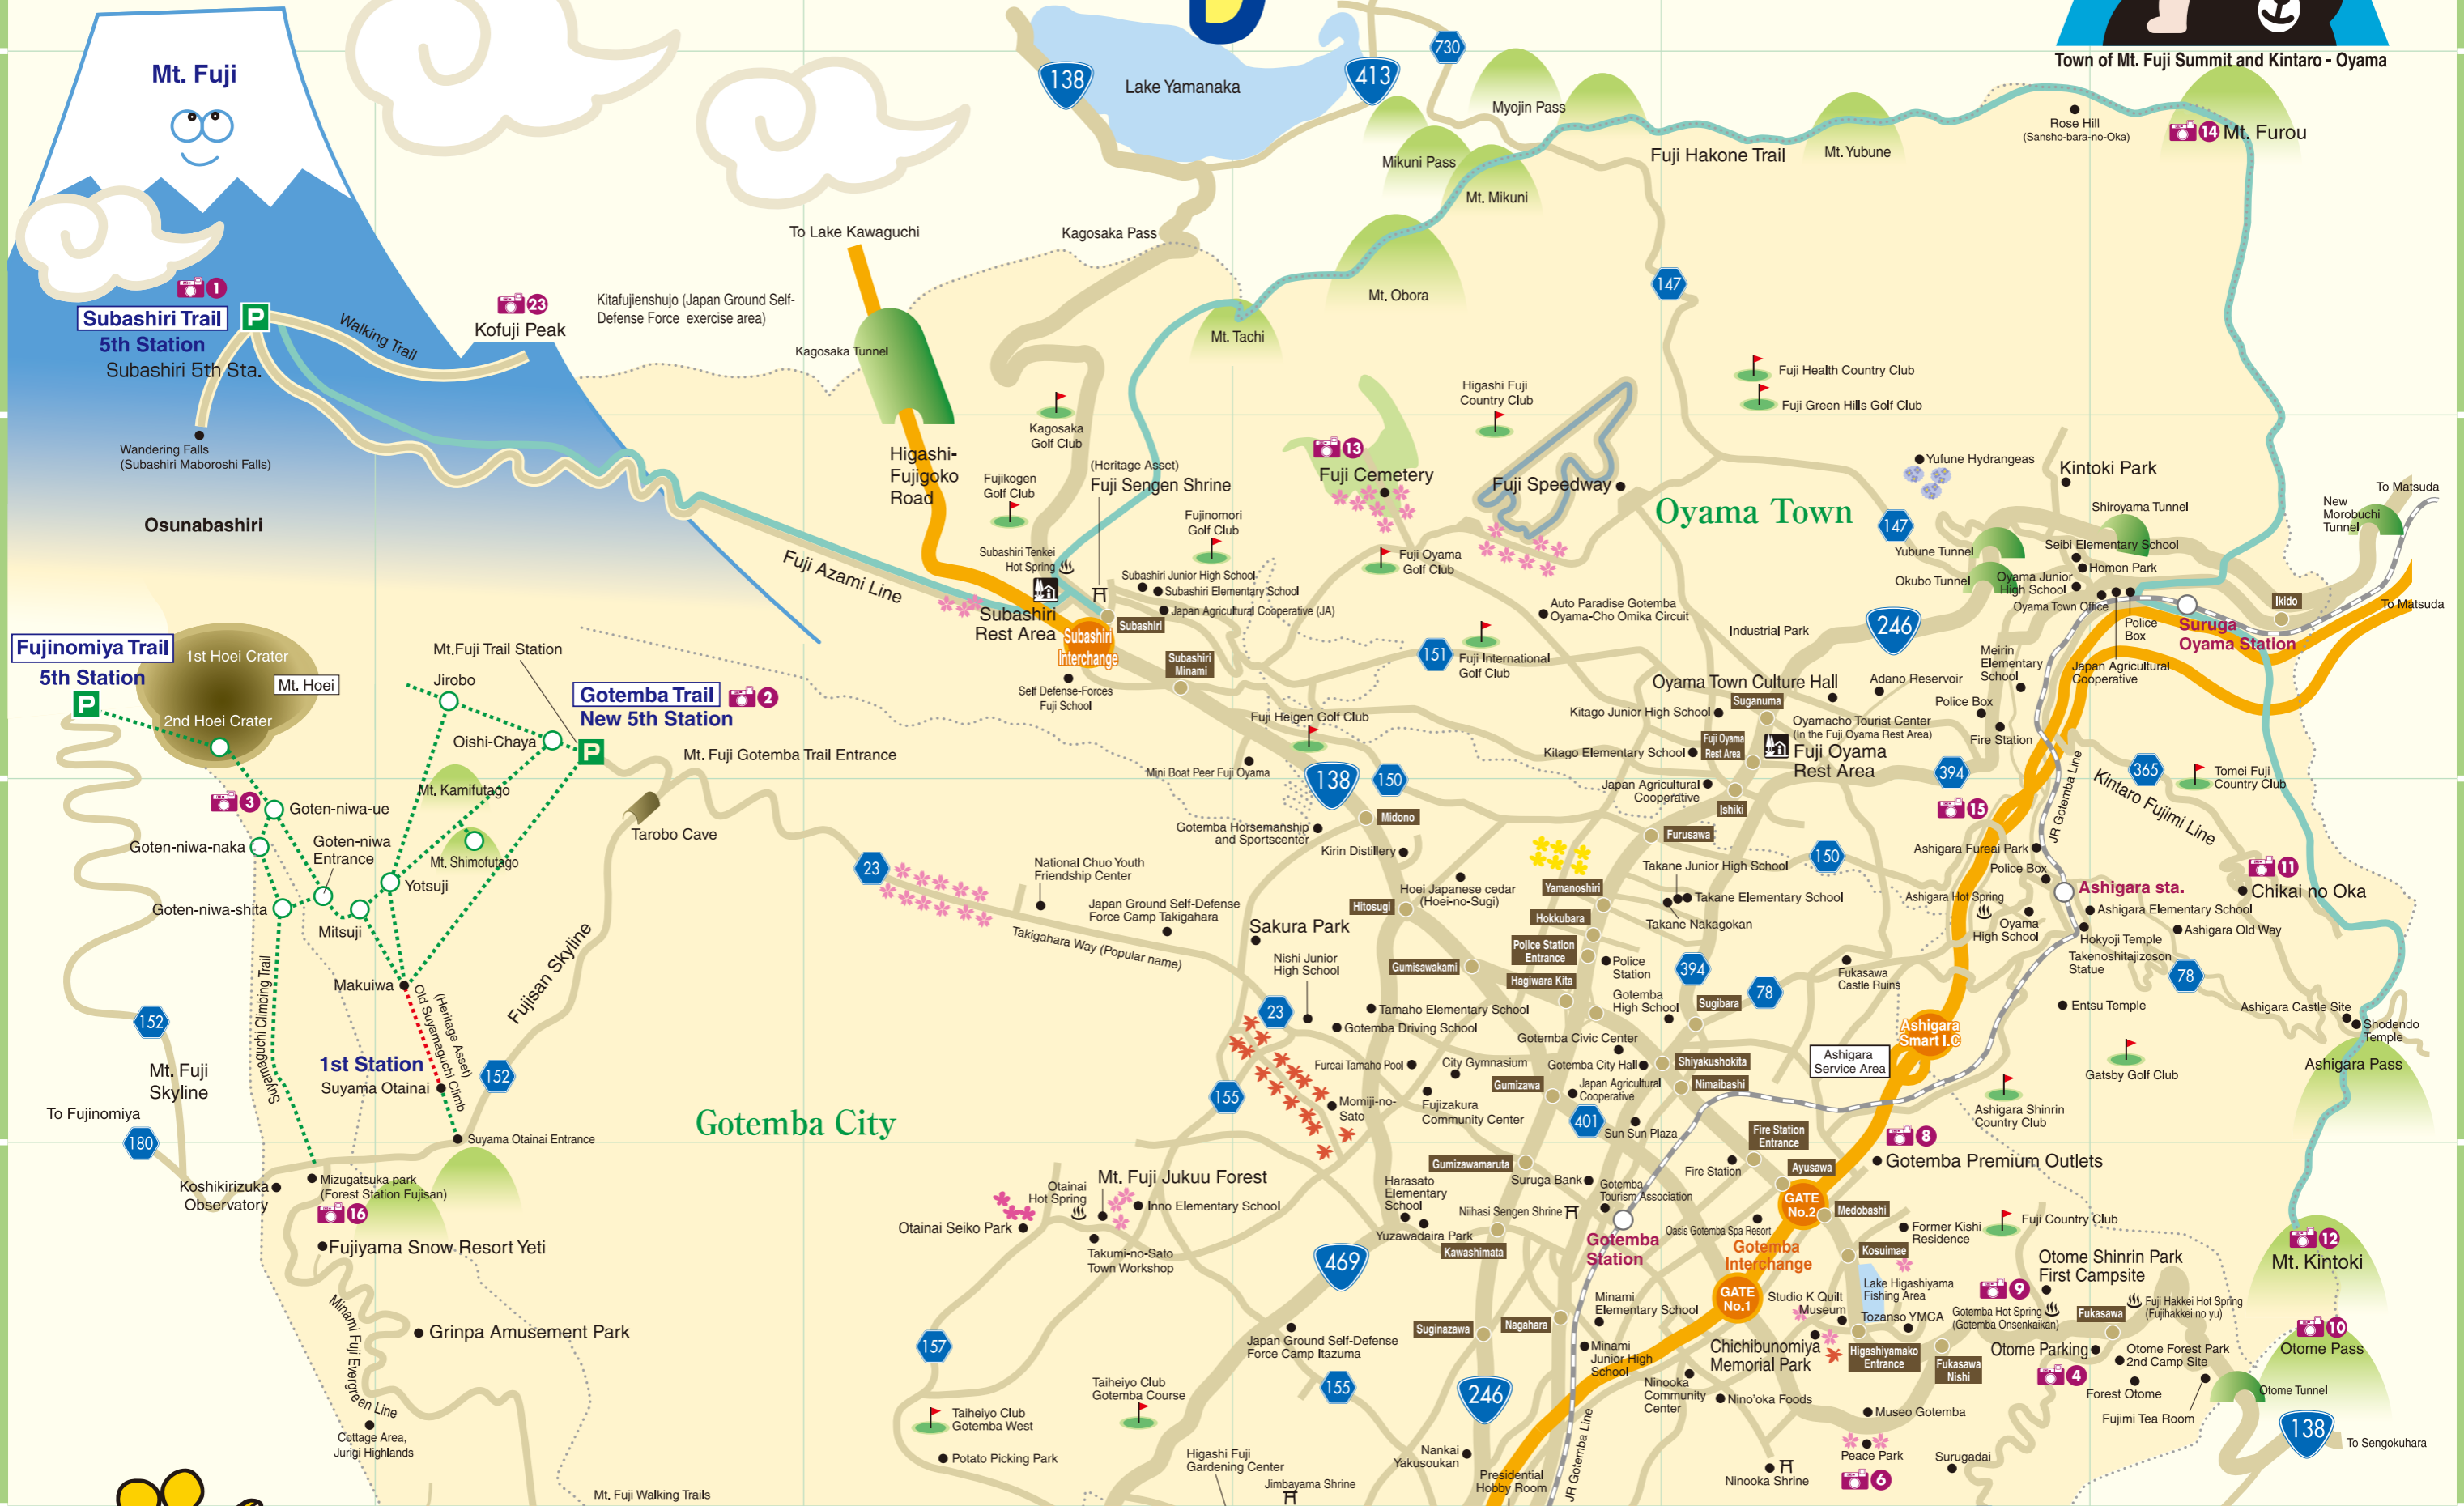 Mt. Fuji
Lake Yamanaka
138
413
730
Town of Mt. Fuji Summit and Kintaro - Oyama
Myojin Pass
Mikuni Pass
Mt. Mikuni
Fuji Hakone Trail
Mt. Yubune
Rose Hill
(Sansho-bara-no-Oka)
14
Mt. Furou
To Lake Kawaguchi
Kagosaka Pass
Mt. Obora
Mt. Tachi
147
1
Subashiri Trail
P
5th Station
Subashiri 5th Sta.
Walking Trail
23
Kofuji Peak
Kitafujienshujo (Japan Ground Self-
Defense Force exercise area)
Kagosaka Tunnel
Wandering Falls
(Subashiri Maboroshi Falls)
Osunabashiri
Kagosaka
Golf Club
Higashi Fuji
Country Club
Fuji Health Country Club
Fuji Green Hills Golf Club
Higashi-
Fujigoko
Road
Fujikogen
Golf Club
(Heritage Asset)
Fuji Sengen Shrine
13
Fuji Cemetery
Fuji Speedway
Oyama Town
Yufune Hydrangeas
Kintoki Park
147
Shiroyama Tunnel
New
Morobuchi
Tunnel
To Matsuda
Fujinomori
Golf Club
Fuji Oyama
Golf Club
Yubune Tunnel
Okubo Tunnel
Seibi Elementary School
Homon Park
Oyama Junior
High School
Oyama Town Office
Police
Box
Japan Agricultural
Cooperative
Suruga
Oyama Station
Ikido
To Matsuda
Fuji Azami Line
Subashiri Tenkei
Hot Spring
Subashiri
Rest Area
Subashiri
Interchange
Subashiri Junior High School
Subashiri Elementary School
Japan Agricultural Cooperative (JA)
Subashiri
Subashiri
Minami
Self Defense-Forces
Fuji School
Auto Paradise Gotemba
Oyama-Cho Omika Circuit
151
Fuji International
Golf Club
Industrial Park
246
Meirin
Elementary
School
Fujinomiya Trail
5th Station
P
1st Hoei Crater
Mt. Hoei
2nd Hoei Crater
Mt.Fuji Trail Station
Jirobo
Oishi-Chaya
P
Gotemba Trail
2
New 5th Station
Mt. Fuji Gotemba Trail Entrance
Tarobo Cave
Mt. Kamifutago
Mt. Shimofutago
3
Goten-niwa-ue
Goten-niwa-naka
Goten-niwa
Entrance
Goten-niwa-shita
Yotsuji
Mitsuji
Makuiwa
Fujisan Skyline
(Heritage Asset)
Old Suyamaguchi Climb
Suyamaguchi Climbing Trail
152
Mt. Fuji
Skyline
1st Station
Suyama Otainai
152
To Fujinomiya
180
Suyama Otainai Entrance
Koshikirizuka
Observatory
Mizugatsuka park
(Forest Station Fujisan)
16
Fujiyama Snow Resort Yeti
Grinpa Amusement Park
Minami Fuji Evergreen Line
Cottage Area,
Jurigi Highlands
Mt. Fuji Walking Trails
Gotemba City
23
National Chuo Youth
Friendship Center
Japan Ground Self-Defense
Force Camp Takigahara
Takigahara Way (Popular name)
Fuji Heigen Golf Club
Mini Boat Peer Fuji Oyama
138
150
Midono
Gotemba Horsemanship
and Sportscenter
Kirin Distillery
Hoei Japanese cedar
(Hoei-no-Sugi)
Hitosugi
Sakura Park
Nishi Junior
High School
Gumisawakami
23
Tamaho Elementary School
Gotemba Driving School
155
Fureai Tamaho Pool
City Gymnasium
Momiji-no-
Sato
Fujizakura
Community Center
Oyama Town Culture Hall
Adano Reservoir
Kitago Junior High School
Suganuma
Oyamacho Tourist Center
(In the Fuji Oyama Rest Area)
Fuji Oyama
Rest Area
Fuji Oyama
Rest Area
Kitago Elementary School
Japan Agricultural
Cooperative
Ishiki
Furusawa
Police Box
Fire Station
394
15
365
Tomei Fuji
Country Club
Kintaro Fujimi Line
JR Gotemba Line
Yamanoshiri
Takane Junior High School
Takane Elementary School
Takane Nakagokan
150
Ashigara Fureai Park
Police Box
Ashigara sta.
11
Chikai no Oka
Ashigara Hot Spring
Oyama
High School
Ashigara Elementary School
Ashigara Old Way
Hokyoji Temple
Takenoshitajizoson
Statue
78
Hokkubara
Police Station
Entrance
Hagiwara Kita
Police
Station
394
78
Fukasawa
Castle Ruins
Gotemba
High School
Sugibara
Entsu Temple
Ashigara Castle Site
Shodendo
Temple
Ashigara Pass
Gotemba Civic Center
Gotemba City Hall
Shiyakushokita
Gumizawa
Japan Agricultural
Cooperative
Nimaibashi
401
Sun Sun Plaza
Ashigara
Service Area
Ashigara
Smart I.C
Ashigara Shinrin
Country Club
Gatsby Golf Club
Fire Station
Entrance
8
Gotemba Premium Outlets
Fire Station
Ayusawa
GATE
No.2
Medobashi
Otainai
Hot Spring
Mt. Fuji Jukuu Forest
Inno Elementary School
Otainai Seiko Park
Takumi-no-Sato
Town Workshop
Harasato
Elementary
School
Gumizawamaruta
Suruga Bank
Gotemba
Tourism Association
Niihasi Sengen Shrine
Yuzawadaira Park
Kawashimata
Gotemba
Station
Oasis Gotemba Spa Resort
Gotemba
Interchange
GATE
No.1
Kosuimae
Former Kishi
Residence
Fuji Country Club
12
Mt. Kintoki
Otome Shinrin Park
First Campsite
9
Lake Higashiyama
Fishing Area
Studio K Quilt
Museum
Tozanso YMCA
Gotemba Hot Spring
(Gotemba Onsenkaikan)
Fukasawa
Fuji Hakkei Hot Spring
(Fujihakkei no yu)
10
Otome Pass
469
157
Japan Ground Self-Defense
Force Camp Itazuma
155
Suginazawa
Nagahara
Minami
Elementary School
Minami
Junior High
School
Chichibunomiya
Memorial Park
Higashiyamako
Entrance
Fukasawa
Nishi
Otome Parking
4
Otome Forest Park
2nd Camp Site
Forest Otome
Fujimi Tea Room
Otome Tunnel
138
To Sengokuhara
Taiheiyo Club
Gotemba West
Taiheiyo Club
Gotemba Course
Potato Picking Park
Higashi Fuji
Gardening Center
Jimbayama Shrine
246
Nankai
Yakusoukan
Presidential
Hobby Room
JR Gotemba Line
Ninooka
Community
Center
Nino'oka Foods
Museo Gotemba
Peace Park
6
Ninooka Shrine
Surugadai